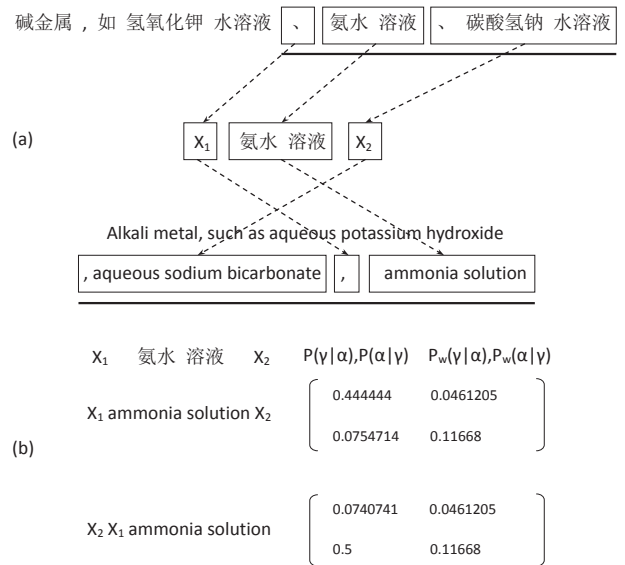 碱金属 , 如 氢氧化钾 水溶液 、 氨水 溶液 、 碳酸氢钠 水溶液
(a)
X₁ 氨水 溶液 X₂
Alkali metal, such as aqueous potassium hydroxide
, aqueous sodium bicarbonate , ammonia solution
X₁ 氨水 溶液 X₂ P(γ|α),P(α|γ) P_w(γ|α),P_w(α|γ)
0.444444 0.0461205
X₁ ammonia solution X₂
0.0754714 0.11668
(b)
0.0740741 0.0461205
X₂ X₁ ammonia solution
0.5 0.11668